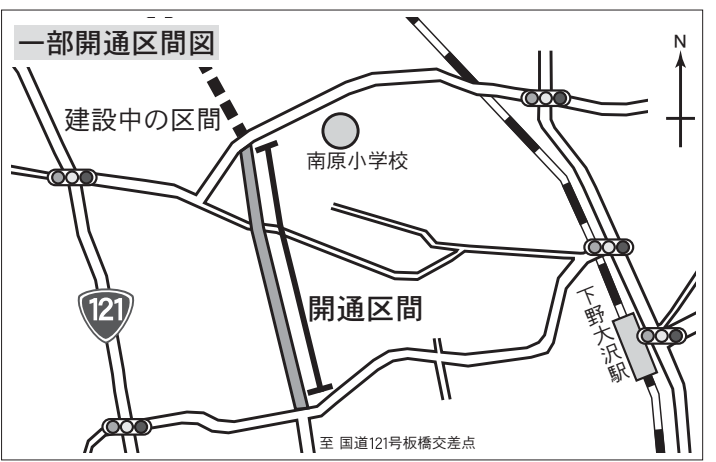 一部開通区間図
N
建設中の区間
南原小学校
121
開通区間
下野大沢駅
至 国道121号板橋交差点